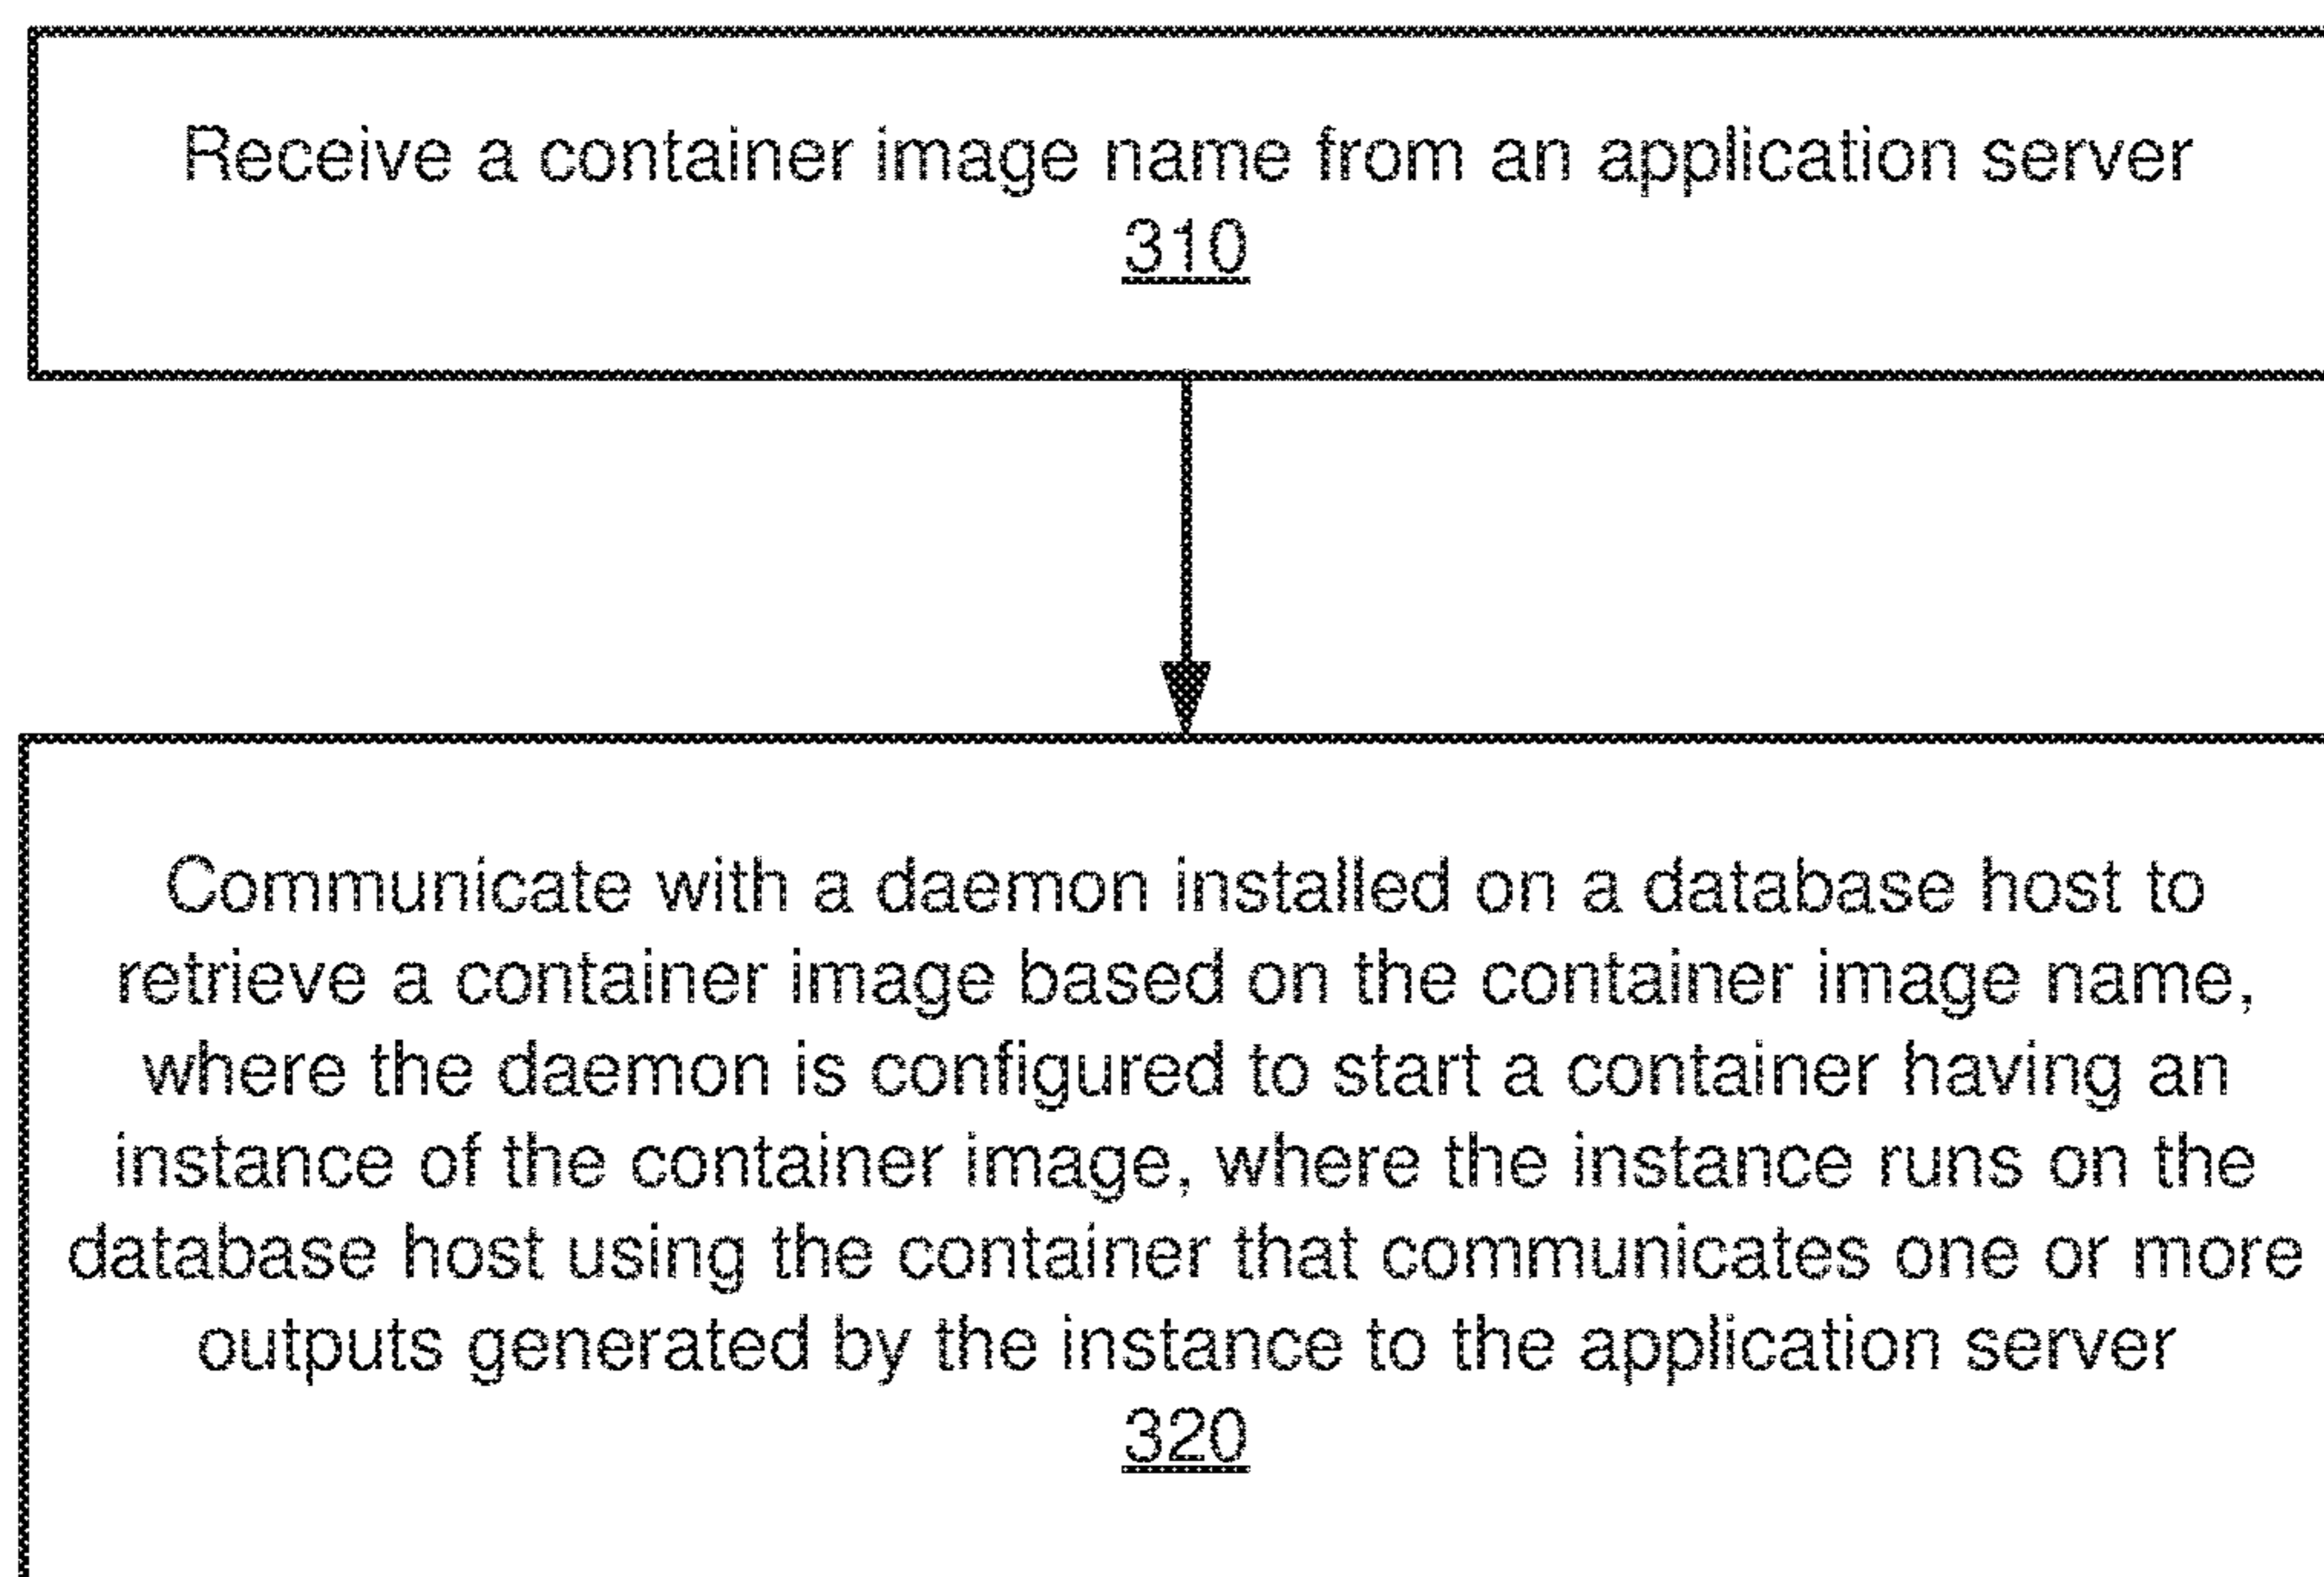 Receive a container image name from an application server
310
Communicate with a daemon installed on a database host to
retrieve a container image based on the container image name,
where the daemon is configured to start a container having an
instance of the container image, where the instance runs on the
database host using the container that communicates one or more
outputs generated by the instance to the application server
320